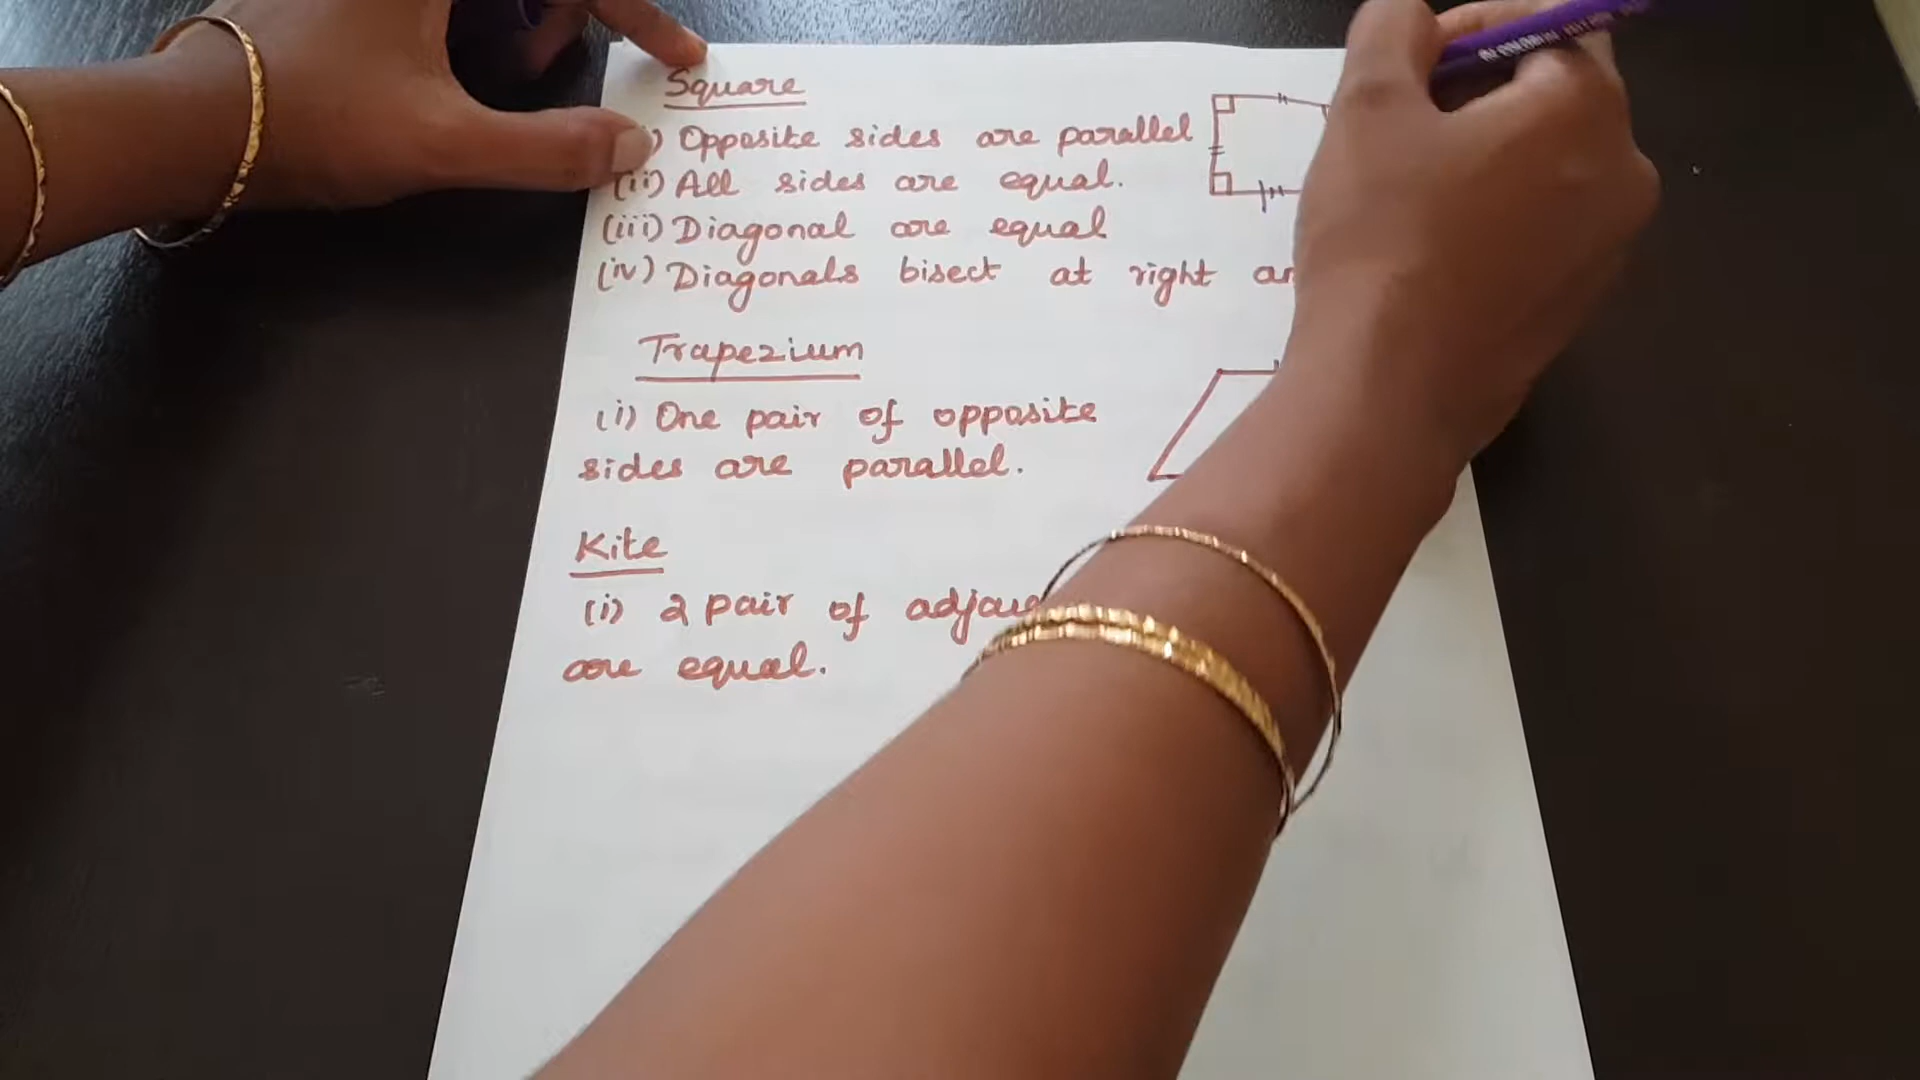 Square
i) Opposite sides are parallel
(ii) All sides are equal.
(iii) Diagonal are equal
(iv) Diagonals bisect at right
Trapezium
(i) One pair of opposite
sides are parallel.
Kite
(i) 2 pair of
are equal.